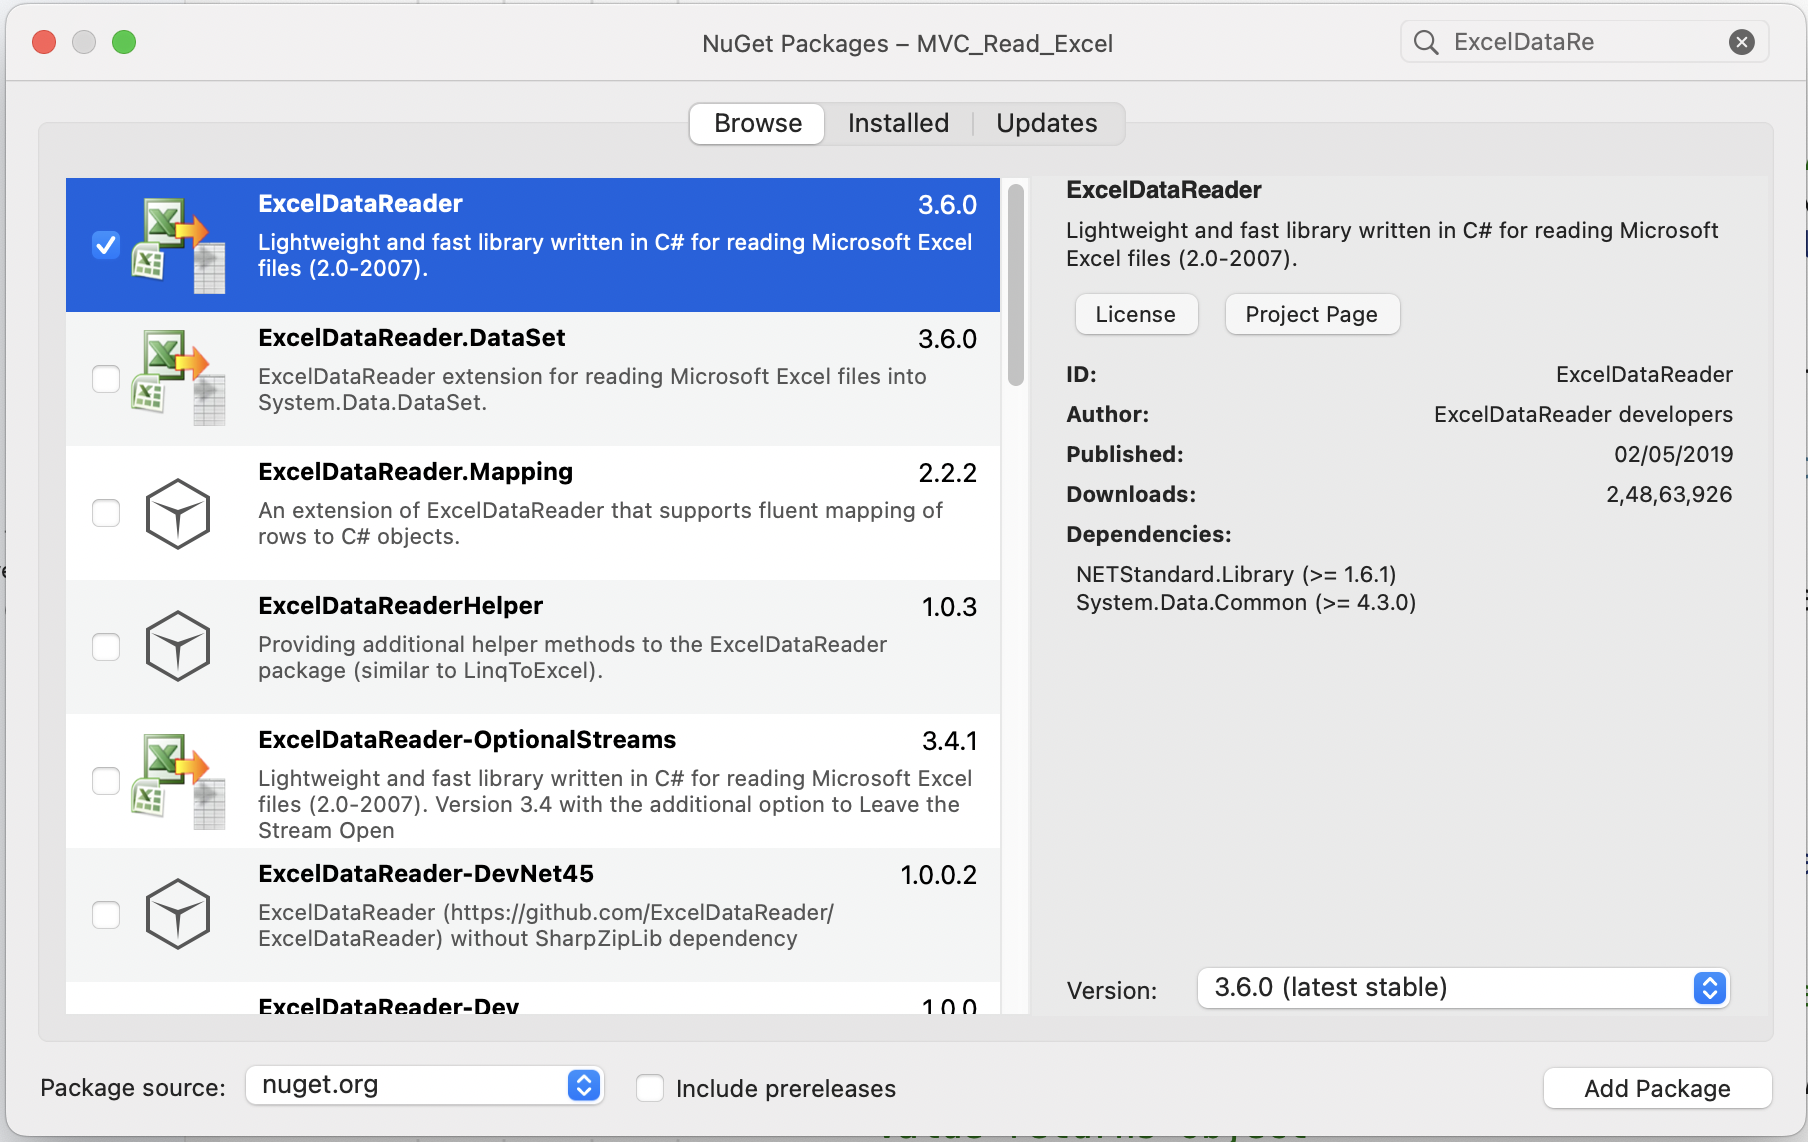 NuGet Packages – MVC_Read_Excel
ExcelDataRe
Browse
Installed
Updates
ExcelDataReader
3.6.0
Lightweight and fast library written in C# for reading Microsoft Excel
files (2.0-2007).
ExcelDataReader.DataSet
3.6.0
ExcelDataReader extension for reading Microsoft Excel files into
System.Data.DataSet.
ExcelDataReader.Mapping
2.2.2
An extension of ExcelDataReader that supports fluent mapping of
rows to C# objects.
ExcelDataReaderHelper
1.0.3
Providing additional helper methods to the ExcelDataReader
package (similar to LinqToExcel).
ExcelDataReader-OptionalStreams
3.4.1
Lightweight and fast library written in C# for reading Microsoft Excel
files (2.0-2007). Version 3.4 with the additional option to Leave the
Stream Open
ExcelDataReader-DevNet45
1.0.0.2
ExcelDataReader (https://github.com/ExcelDataReader/
ExcelDataReader) without SharpZipLib dependency
ExcelDataReader-Dev
1.0.0
ExcelDataReader
Lightweight and fast library written in C# for reading Microsoft
Excel files (2.0-2007).
License
Project Page
ID:
ExcelDataReader
Author:
ExcelDataReader developers
Published:
02/05/2019
Downloads:
2,48,63,926
Dependencies:
NETStandard.Library (>= 1.6.1)
System.Data.Common (>= 4.3.0)
Version:
3.6.0 (latest stable)
Package source:
nuget.org
Include prereleases
Add Package